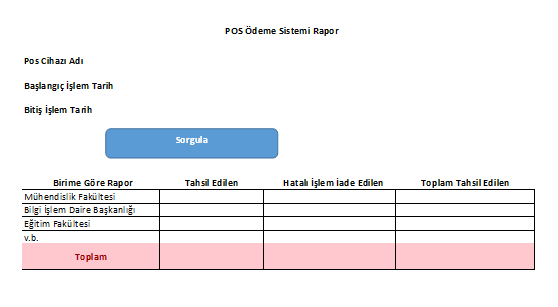 POS Ödeme Sistemi Rapor
Pos Cihazı Adı
Başlangıç İşlem Tarih
Bitiş İşlem Tarih
Sorgula
Birime Göre Rapor Tahsil Edilen Hatalı İşlem İade Edilen Toplam Tahsil Edilen
Mühendislik Fakültesi
Bilgi İşlem Daire Başkanlığı
Eğitim Fakültesi
v.b.
Toplam